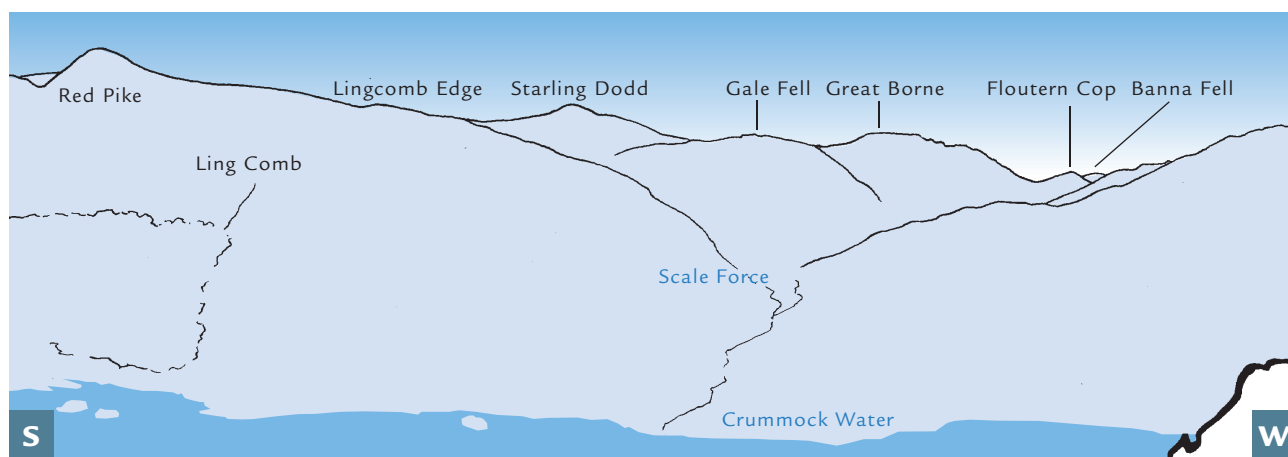 Red Pike
Lingcomb Edge
Starling Dodd
Gale Fell
Great Borne
Floutern Cop
Banna Fell
Ling Comb
Scale Force
Crummock Water
S
W